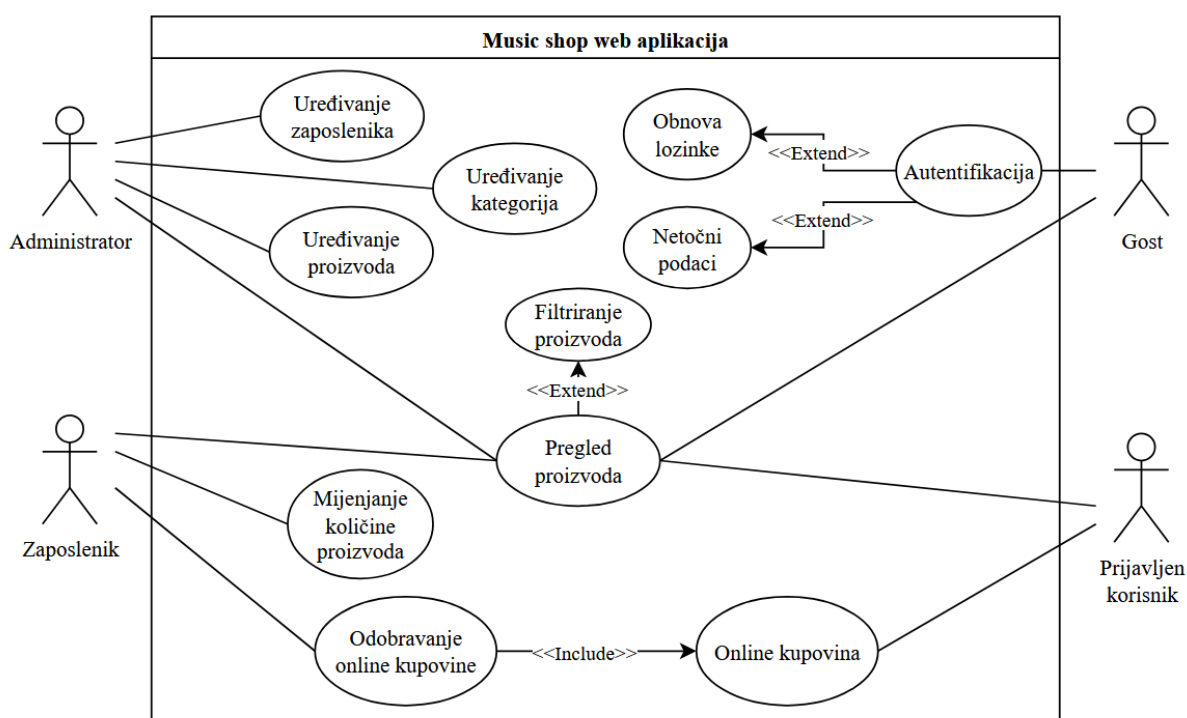 Music shop web aplikacija
Uređivanje
zaposlenika
Obnova
lozinke
<<Extend>>
Autentifikacija
Uređivanje
kategorija
<<Extend>>
Administrator
Uređivanje
proizvoda
Netočni
podaci
Gost
Filtriranje
proizvoda
<<Extend>>
Pregled
proizvoda
Mijenjanje
količine
proizvoda
Zaposlenik
Prijavljen
korisnik
Odobravanje
online kupovine
<<Include>>
Online kupovina